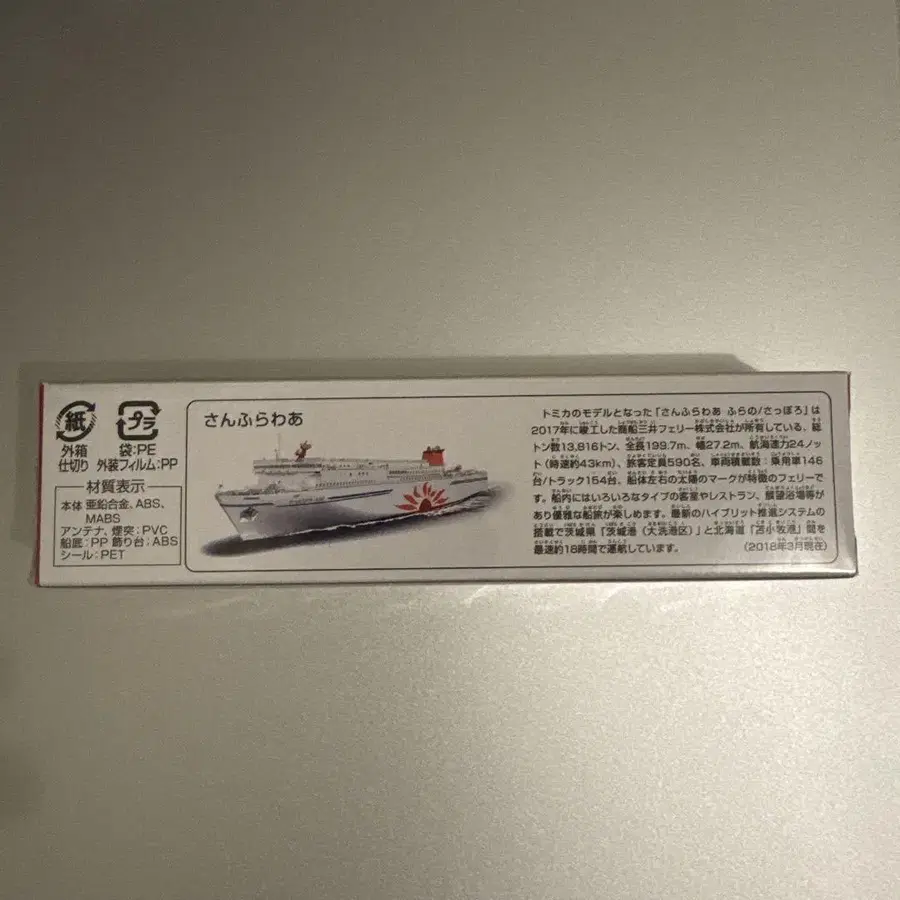 紙
プラ
外箱
仕切り
袋:PE
外装フィルム:PP
材質表示
本体 亜鉛合金、ABS、
MABS
アンテナ、煙突:PVC
船底:PP 飾り台:ABS
シール:PET
さんふらわあ
トミカのモデルとなった「さんふらわあ ふらの/さっぽろ」は
2017年に竣工した商船三井フェリー株式会社が所有している、総
トン数13,816トン、全長199.7m、幅27.2m、航海速力24ノッ
ト(時速約43km)、旅客定員590名、車両積載数:乗用車146
台/トラック154台、船体左右の太陽のマークが特徴のフェリーで
す。船内にはいろいろなタイプの客室やレストラン、展望浴場等が
あり優雅な船旅が楽しめます。最新のハイブリット推進システムの
搭載で茨城県「茨城港(大洗港区)」と北海道「苫小牧港」間を
最速約18時間で運航しています。
(2018年3月現在)